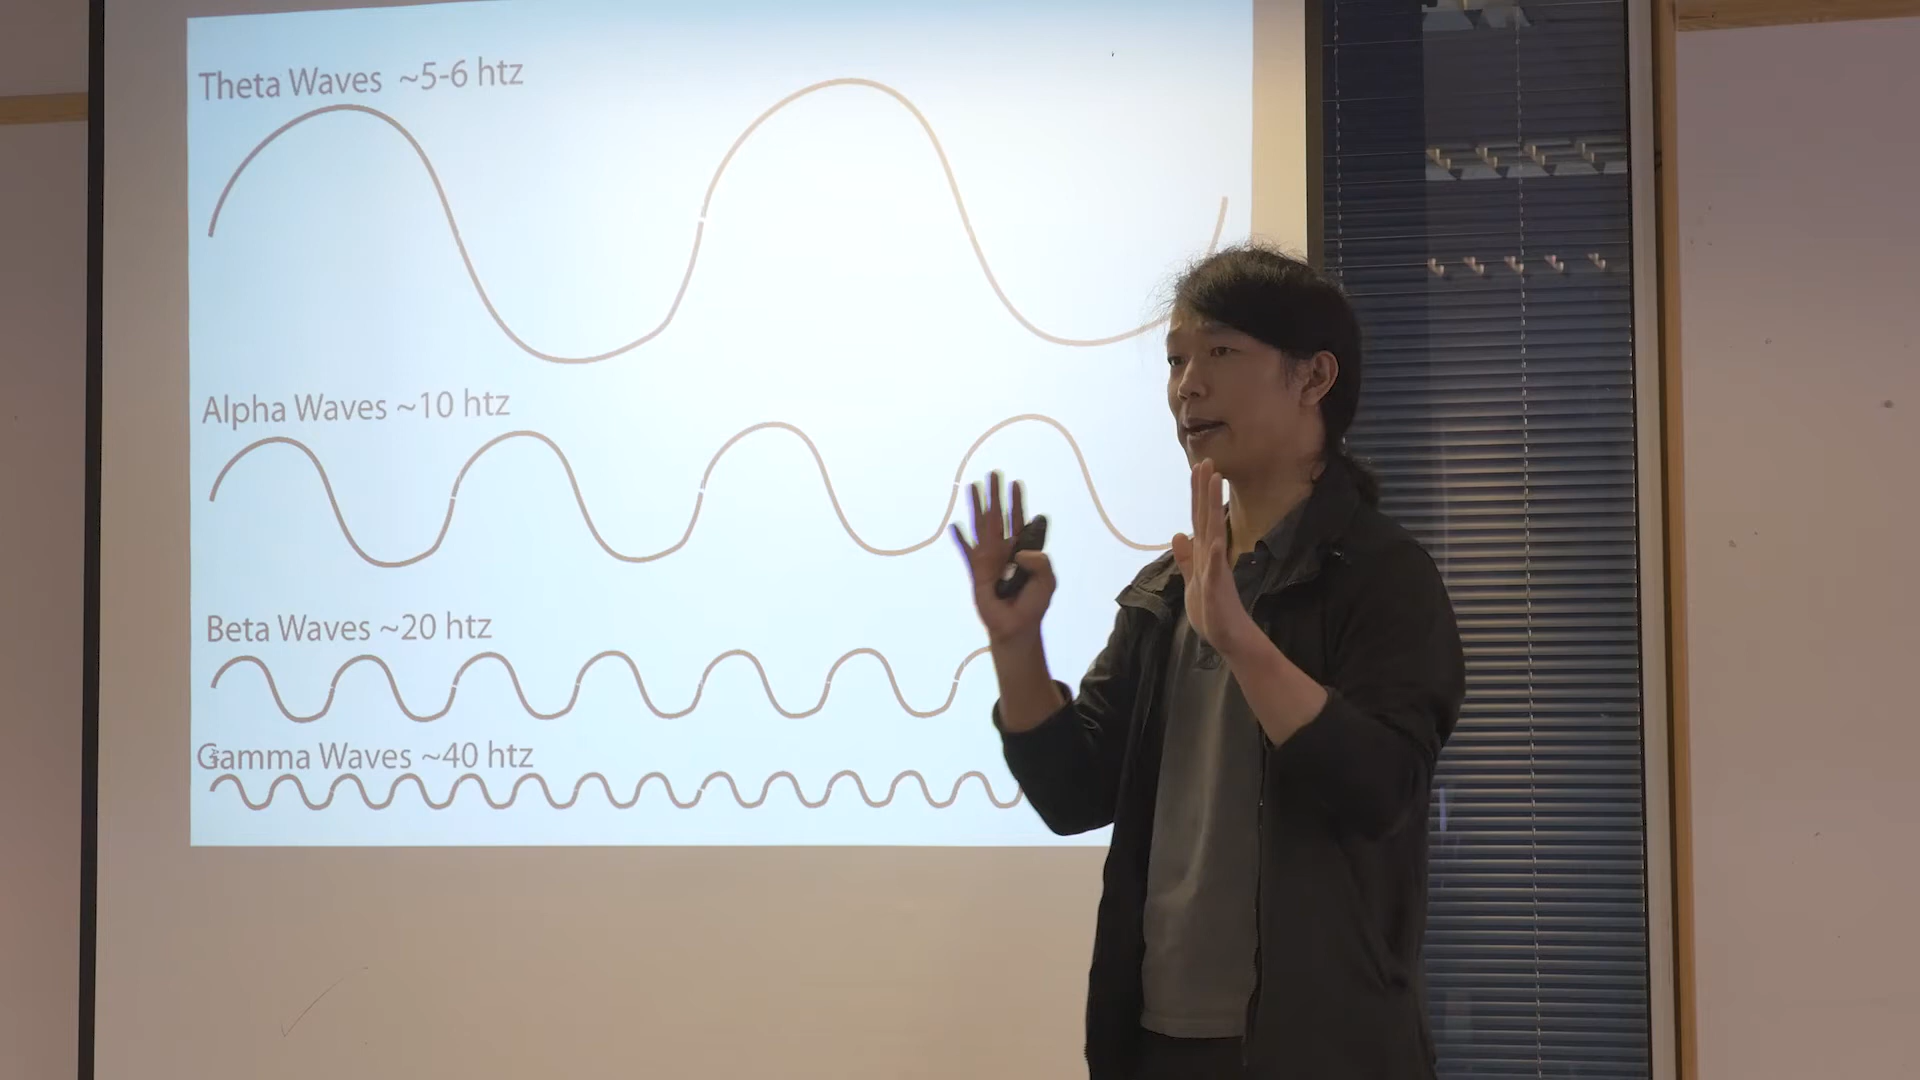 Theta Waves ~5-6 htz
Alpha Waves ~10 htz
Beta Waves ~20 htz
Gamma Waves ~40 htz